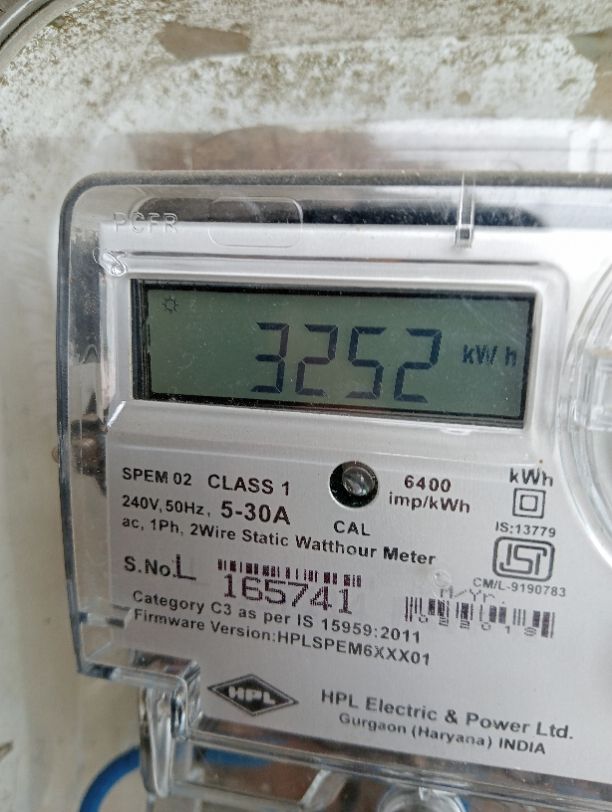 PCFR
3252 kWh
SPEM 02 CLASS 1
240V, 50Hz, 5-30A
ac, 1Ph, 2Wire Static Watthour Meter
CAL
6400
imp/kWh
kWh
IS:13779
ISI
CM/L-9190783
S.No. L 165741
M/Yr.
Category C3 as per IS 15959:2011
Firmware Version:HPLSPEM6XXX01
HPL
HPL Electric & Power Ltd.
Gurgaon (Haryana) INDIA